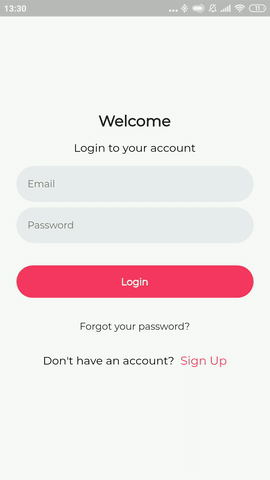 13:30
11
Welcome
Login to your account
Email
Password
Login
Forgot your password?
Don't have an account? Sign Up